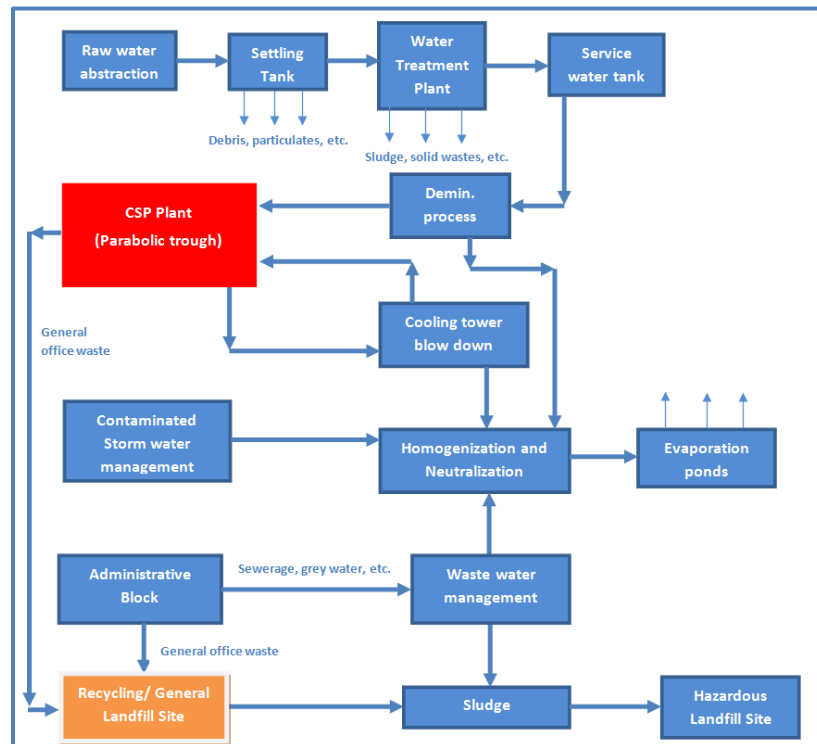 Raw water
abstraction
Settling
Tank
Water
Treatment
Plant
Service
water tank
Debris, particulates, etc.
Sludge, solid wastes, etc.
CSP Plant
(Parabolic trough)
Demin.
process
General
office waste
Cooling tower
blow down
Contaminated
Storm water
management
Homogenization and
Neutralization
Evaporation
ponds
Administrative
Block
Sewerage, grey water, etc.
Waste water
management
General office waste
Recycling/ General
Landfill Site
Sludge
Hazardous
Landfill Site